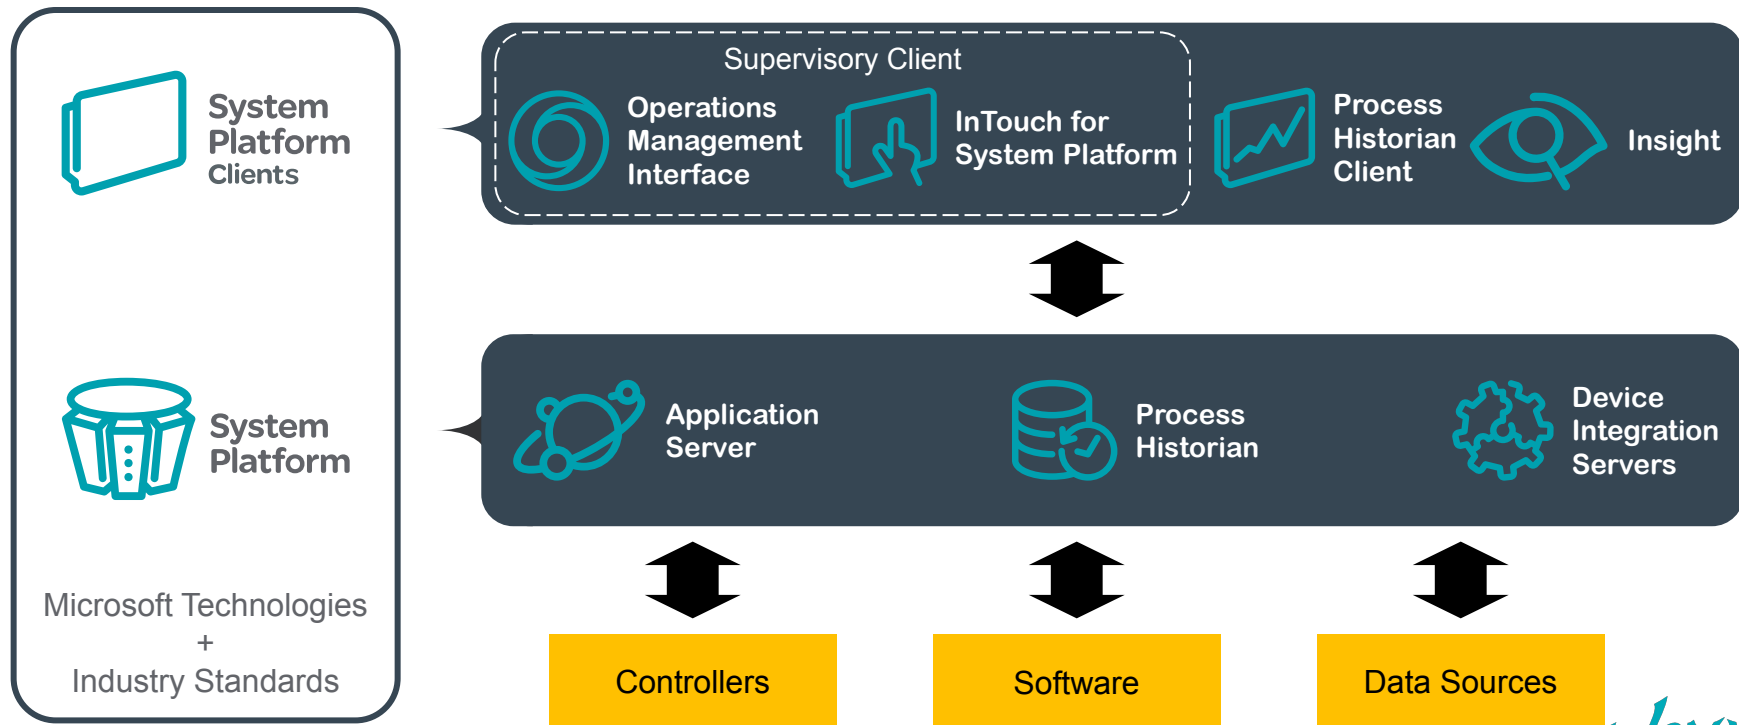 System
Platform
Clients
Supervisory Client
Operations
Management
Interface
InTouch for
System Platform
Process
Historian
Client
Insight
System
Platform
Application
Server
Process
Historian
Device
Integration
Servers
Microsoft Technologies
+
Industry Standards
Controllers
Software
Data Sources